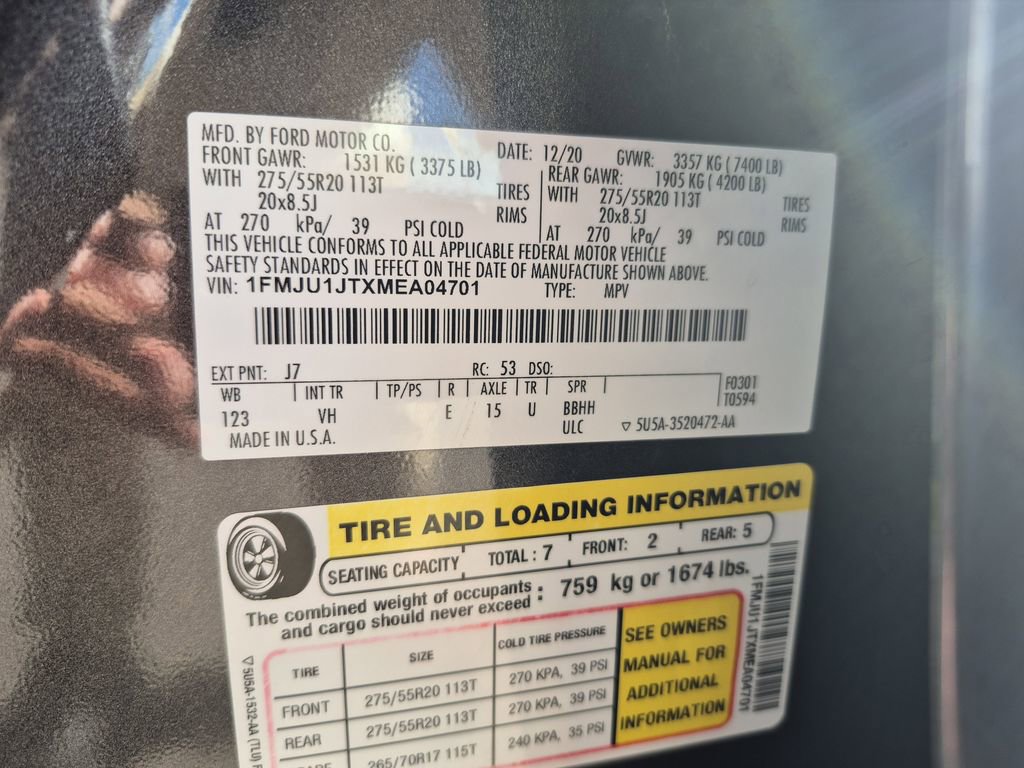 MFD. BY FORD MOTOR CO.
DATE: 12/20 GVWR: 3357 KG ( 7400 LB)
FRONT GAWR: 1531 KG ( 3375 LB)
WITH 275/55R20 113T TIRES
20x8.5J RIMS
AT 270 kPa/ 39 PSI COLD
REAR GAWR: 1905 KG ( 4200 LB)
WITH 275/55R20 113T TIRES
20x8.5J RIMS
AT 270 kPa/ 39 PSI COLD
THIS VEHICLE CONFORMS TO ALL APPLICABLE FEDERAL MOTOR VEHICLE
SAFETY STANDARDS IN EFFECT ON THE DATE OF MANUFACTURE SHOWN ABOVE.
VIN: 1FMJU1JTXMEA04701 TYPE: MPV
EXT PNT: J7 RC: 53 DSO:
WB INT TR TP/PS R AXLE TR SPR F0301
T0594
123 VH E 15 U BBHH
ULC
MADE IN U.S.A. 5U5A-3520472-AA
TIRE AND LOADING INFORMATION
SEATING CAPACITY TOTAL : 7 FRONT: 2 REAR: 5
The combined weight of occupants
and cargo should never exceed : 759 kg or 1674 lbs.
TIRE SIZE COLD TIRE PRESSURE
FRONT 275/55R20 113T 270 KPA, 39 PSI
REAR 275/55R20 113T 270 KPA, 39 PSI
265/70R17 115T 240 KPA, 35 PSI
SEE OWNERS
MANUAL FOR
ADDITIONAL
INFORMATION
1FMJU1JTXMEA04701
5U5A-1532-AA (TLU)